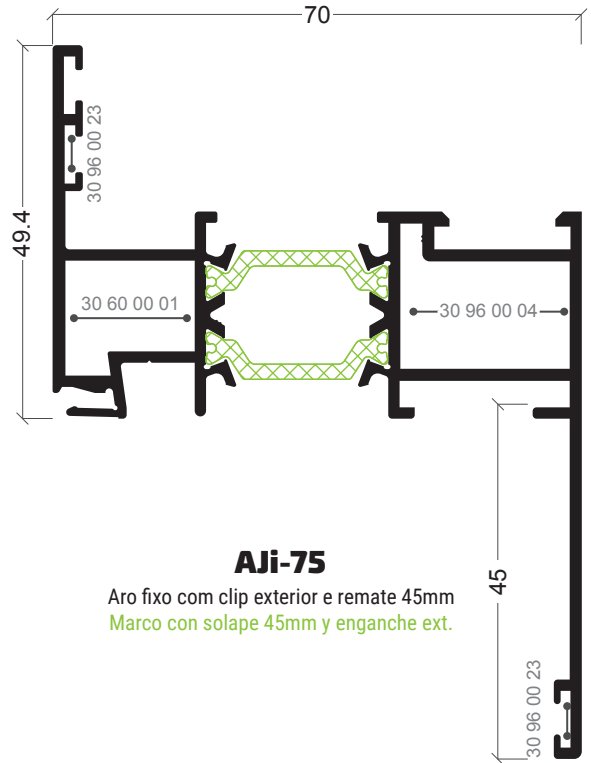 70
30 96 00 23
49.4
30 60 00 01
30 96 00 04
AJi-75
Aro fixo com clip exterior e remate 45mm
Marco con solape 45mm y enganche ext.
45
30 96 00 23